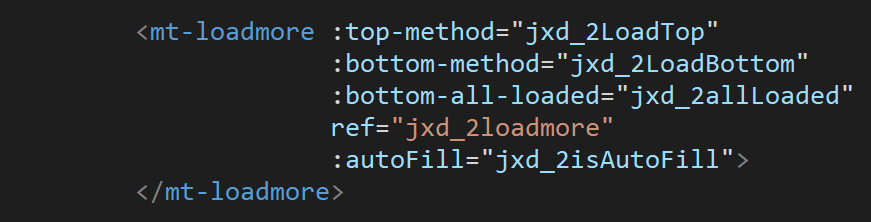 <mt-loadmore :top-method="jxd_2LoadTop"
:bottom-method="jxd_2LoadBottom"
:bottom-all-loaded="jxd_2allLoaded"
ref="jxd_2loadmore"
:autoFill="jxd_2isAutoFill">
</mt-loadmore>